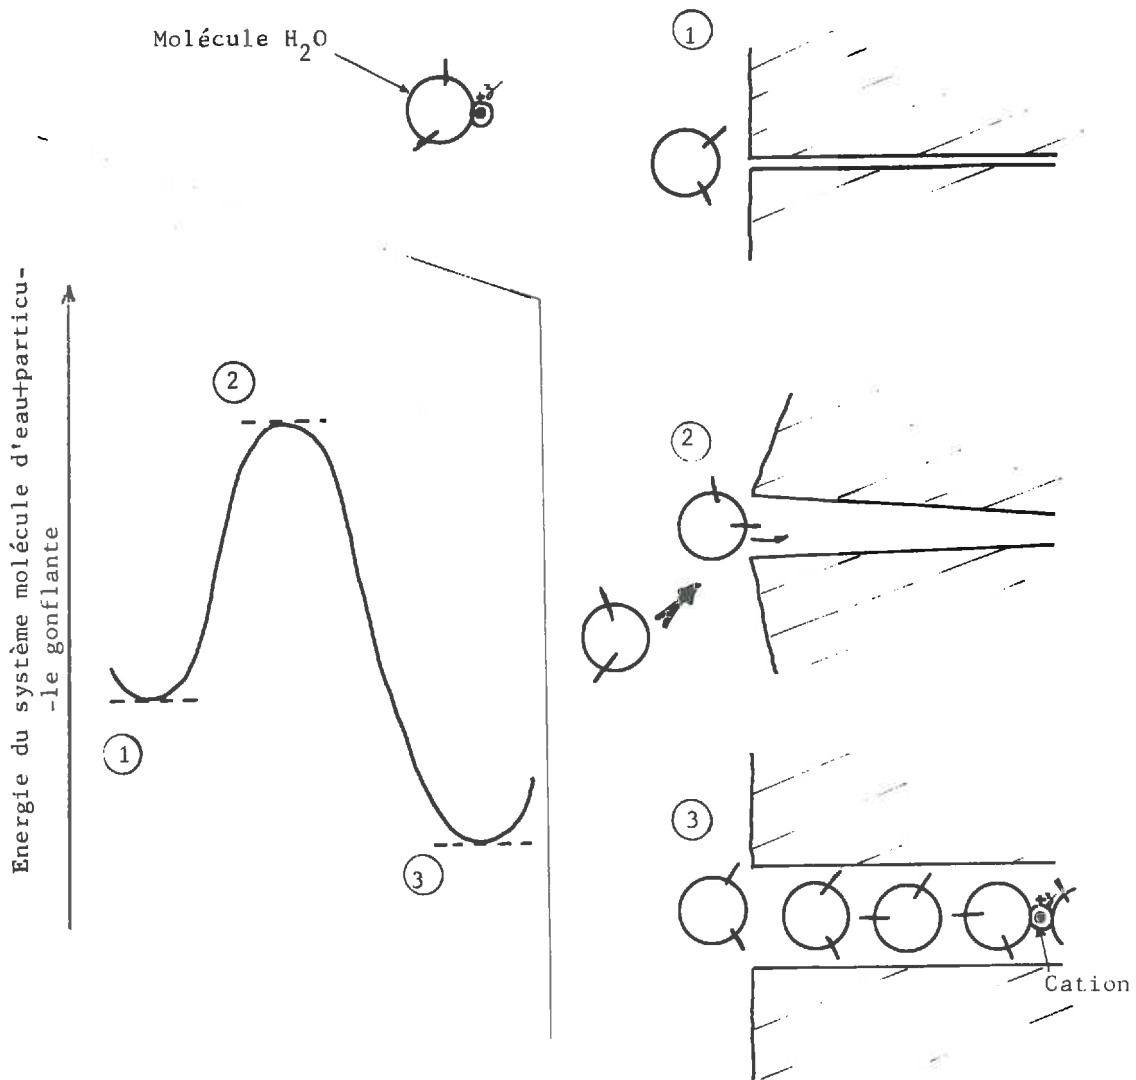 Molécule H₂O
+z
1
Energie du système molécule d'eau+particu-
-le gonflante
2
1
3
2
3
+z
Cation